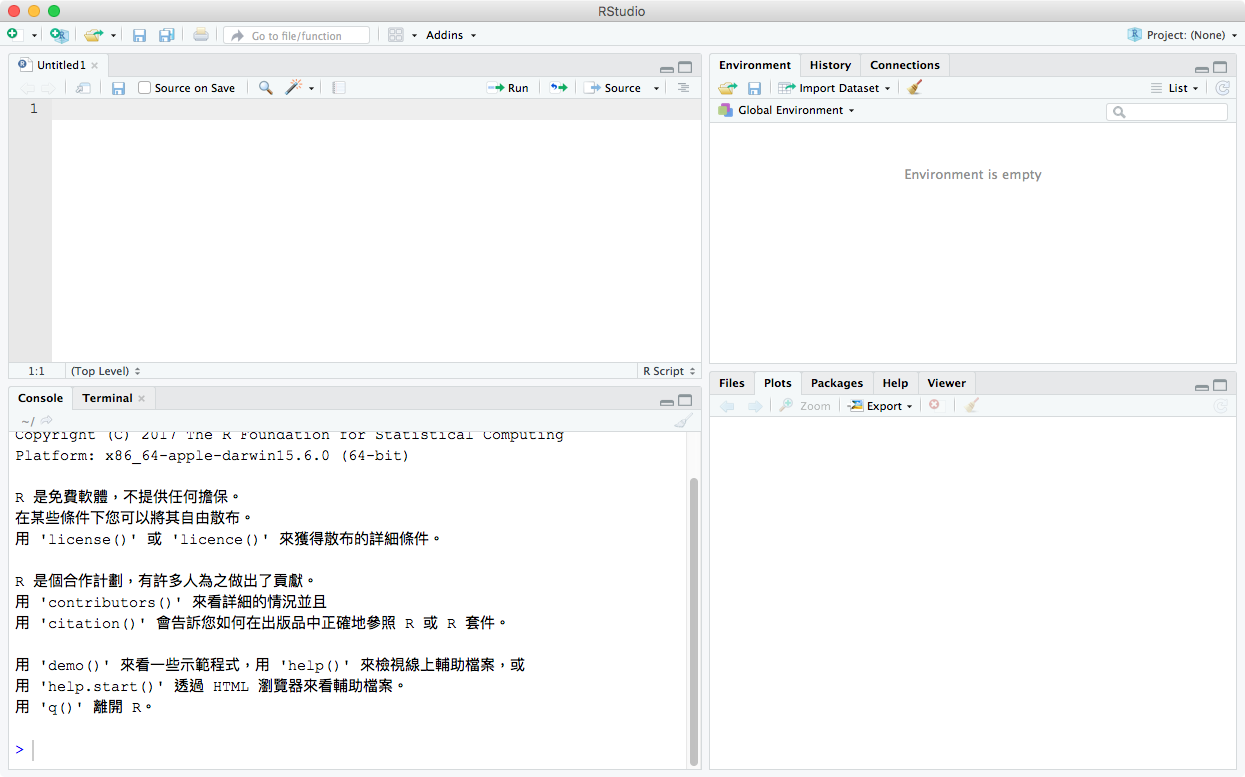 RStudio
Go to file/function
Addins
Project: (None)
Untitled1
Source on Save
Run
Source
1
1:1
(Top Level)
R Script
Console
Terminal
~/
Copyright (C) 2017 The R Foundation for Statistical Computing
Platform: x86_64-apple-darwin15.6.0 (64-bit)
R 是免費軟體，不提供任何擔保。
在某些條件下您可以將其自由散布。
用 'license()' 或 'licence()' 來獲得散布的詳細條件。
R 是個合作計劃，有許多人為之做出了貢獻。
用 'contributors()' 來看詳細的情況並且
用 'citation()' 會告訴您如何在出版品中正確地參照 R 或 R 套件。
用 'demo()' 來看一些示範程式，用 'help()' 來檢視線上輔助檔案，或
用 'help.start()' 透過 HTML 瀏覽器來看輔助檔案。
用 'q()' 離開 R。
>
Environment
History
Connections
Import Dataset
List
Global Environment
Environment is empty
Files
Plots
Packages
Help
Viewer
Zoom
Export